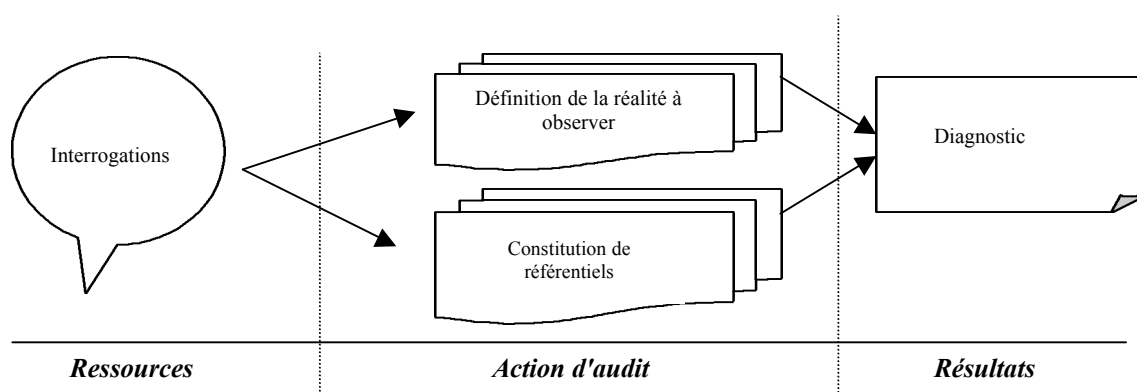 Interrogations
Définition de la réalité à
observer
Constitution de
référentiels
Diagnostic
Ressources
Action d'audit
Résultats